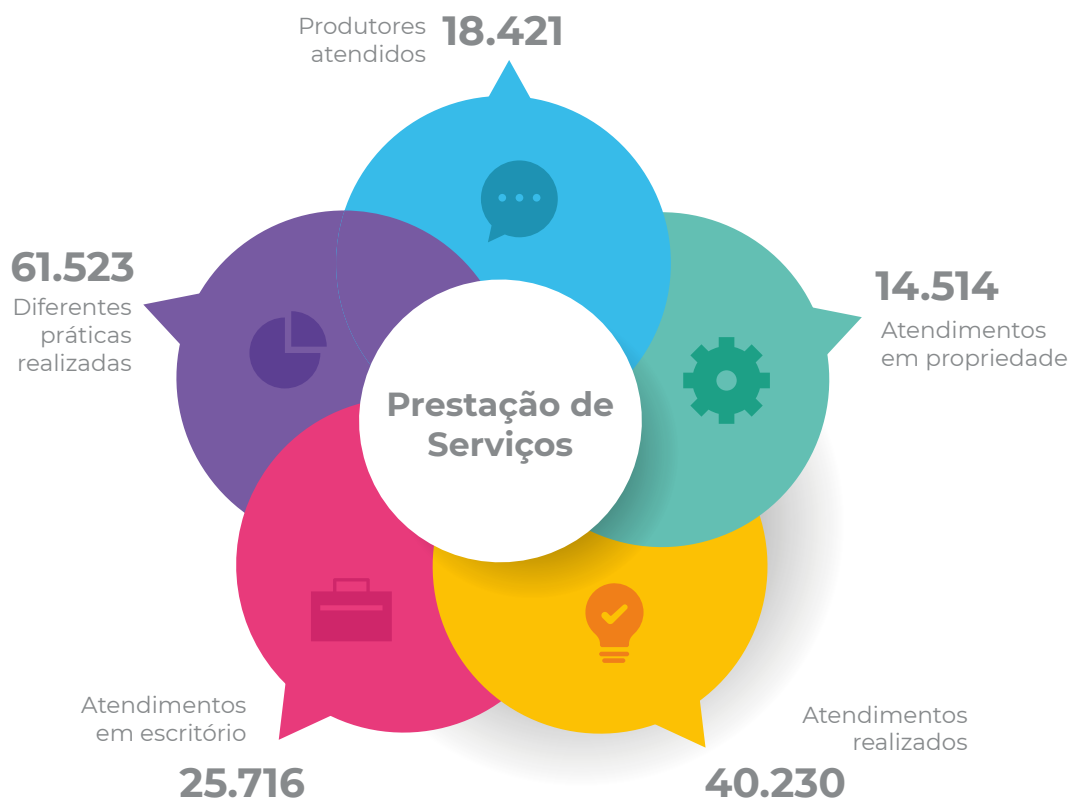 Produtores
atendidos
18.421
61.523
Diferentes
práticas
realizadas
14.514
Atendimentos
em propriedade
Prestação de
Serviços
Atendimentos
em escritório
25.716
Atendimentos
realizados
40.230